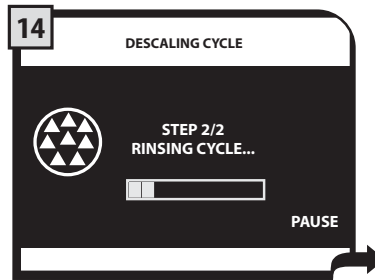 14
DESCALING CYCLE
STEP 2/2
RINSING CYCLE...
PAUSE